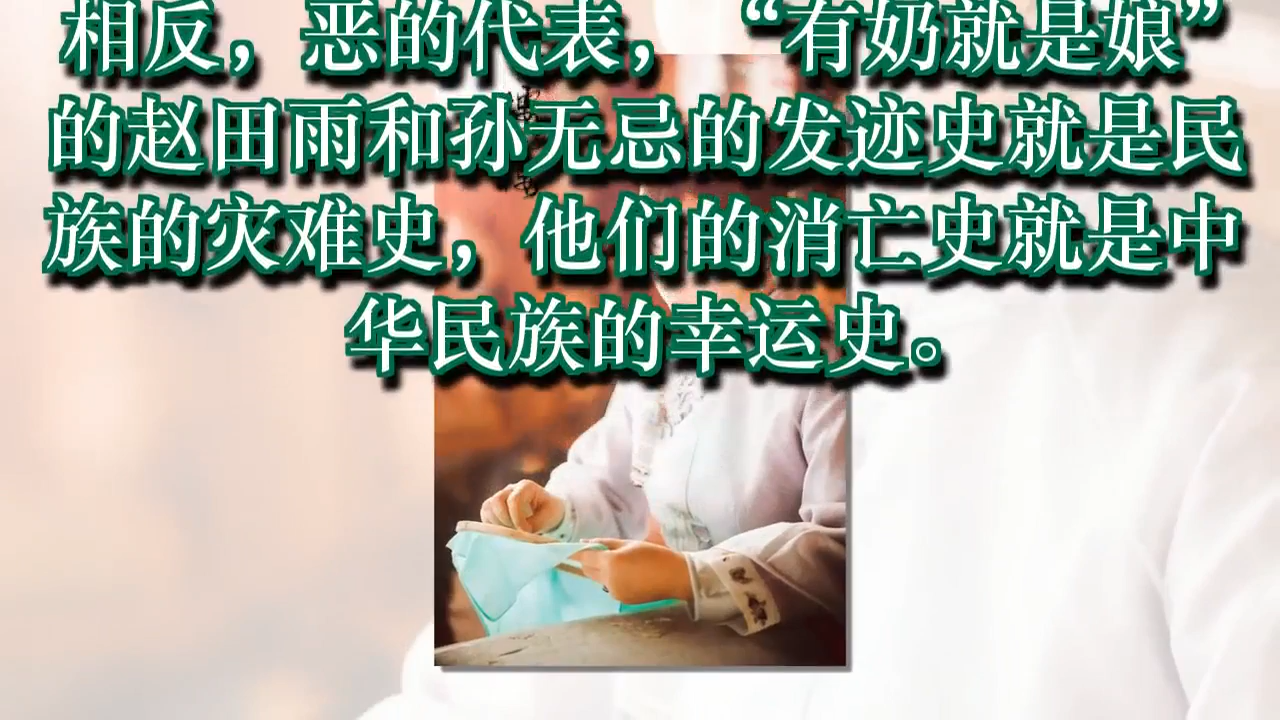 相反，恶的代表，“有奶就是娘”
的赵田雨和孙无忌的发迹史就是民
族的灾难史，他们的消亡史就是中
华民族的幸运史。